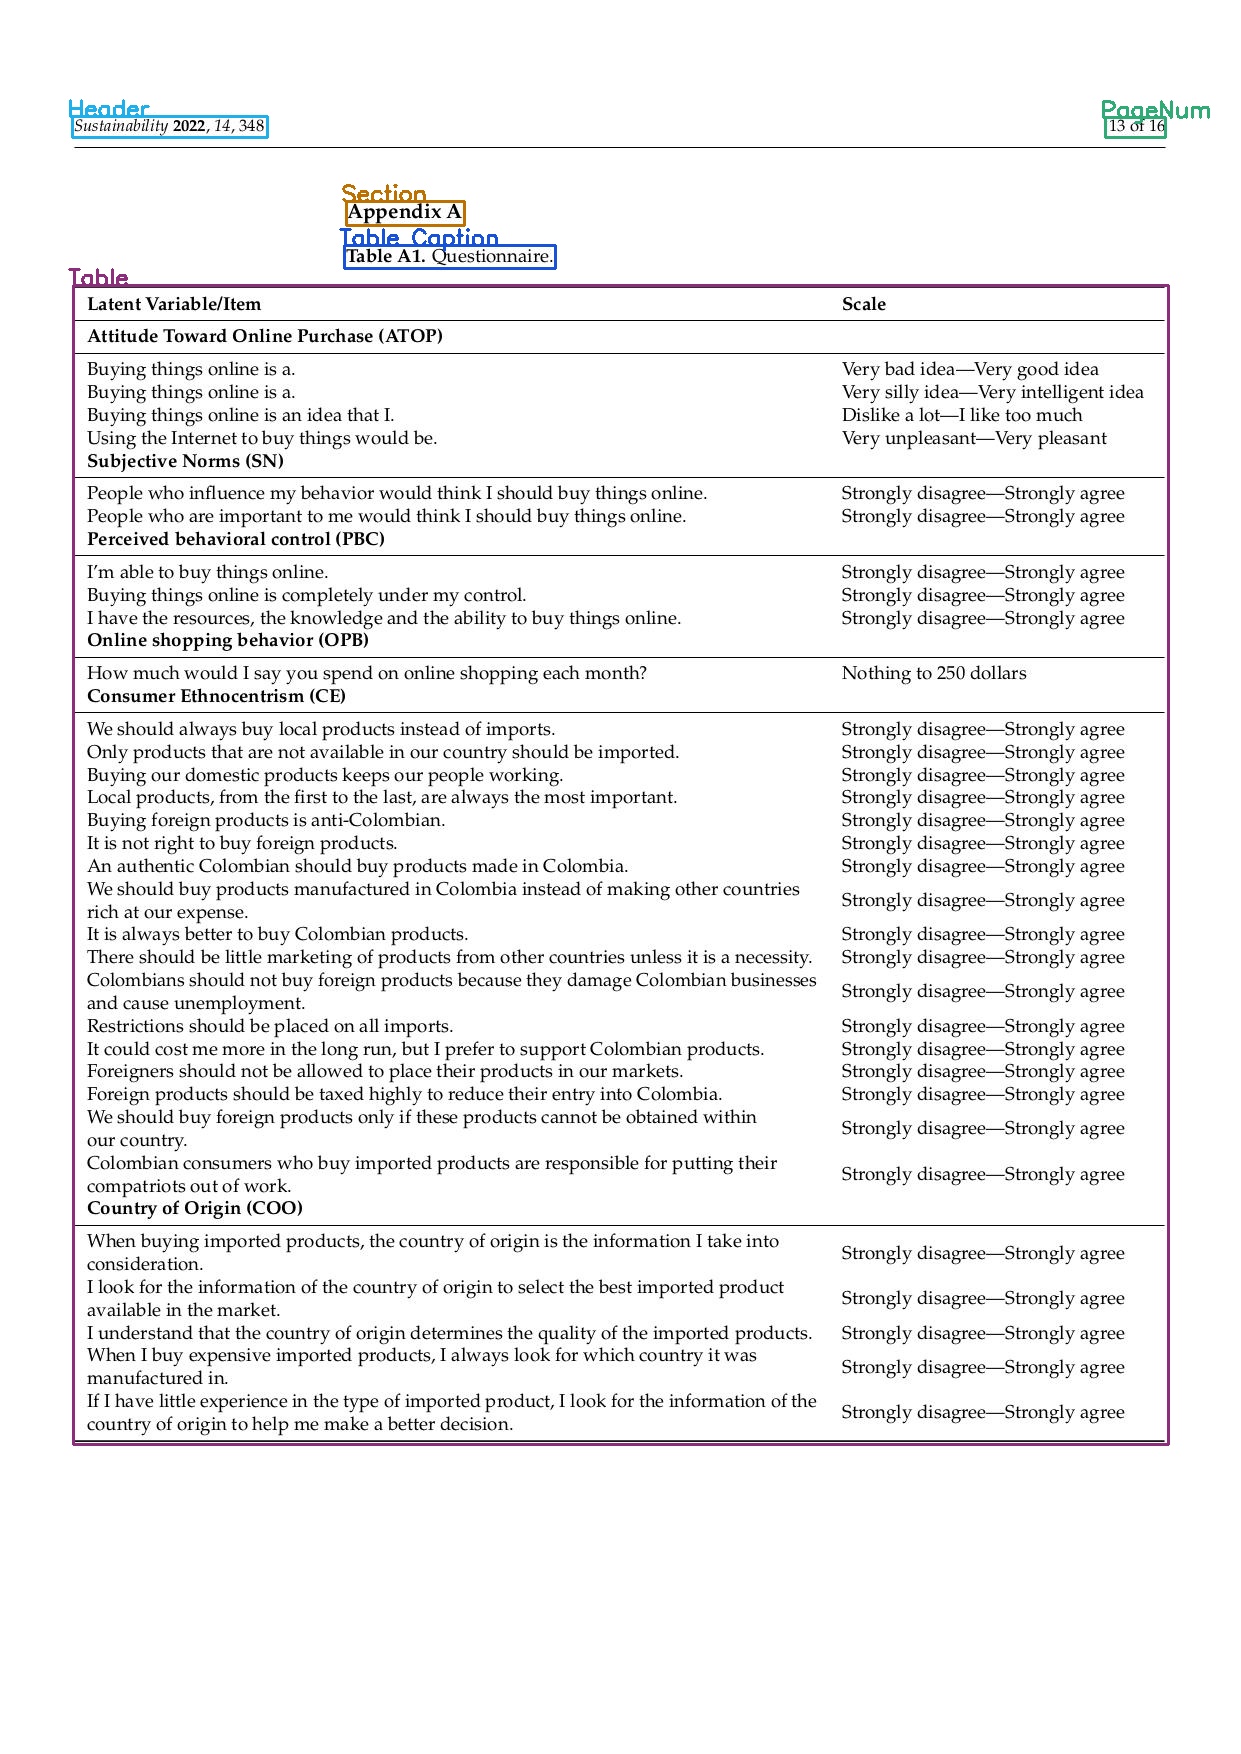 Header
Sustainability 2022, 14, 348
PageNum
13 of 16
Section
Appendix A
Table Caption
Table A1. Questionnaire.
Table
Latent Variable/Item Scale
Attitude Toward Online Purchase (ATOP)
Buying things online is a. Very bad idea—Very good idea
Buying things online is a. Very silly idea—Very intelligent idea
Buying things online is an idea that I. Dislike a lot—I like too much
Using the Internet to buy things would be. Very unpleasant—Very pleasant
Subjective Norms (SN)
People who influence my behavior would think I should buy things online. Strongly disagree—Strongly agree
People who are important to me would think I should buy things online. Strongly disagree—Strongly agree
Perceived behavioral control (PBC)
I'm able to buy things online. Strongly disagree—Strongly agree
Buying things online is completely under my control. Strongly disagree—Strongly agree
I have the resources, the knowledge and the ability to buy things online. Strongly disagree—Strongly agree
Online shopping behavior (OPB)
How much would I say you spend on online shopping each month? Nothing to 250 dollars
Consumer Ethnocentrism (CE)
We should always buy local products instead of imports. Strongly disagree—Strongly agree
Only products that are not available in our country should be imported. Strongly disagree—Strongly agree
Buying our domestic products keeps our people working. Strongly disagree—Strongly agree
Local products, from the first to the last, are always the most important. Strongly disagree—Strongly agree
Buying foreign products is anti-Colombian. Strongly disagree—Strongly agree
It is not right to buy foreign products. Strongly disagree—Strongly agree
An authentic Colombian should buy products made in Colombia. Strongly disagree—Strongly agree
We should buy products manufactured in Colombia instead of making other countries
rich at our expense. Strongly disagree—Strongly agree
It is always better to buy Colombian products. Strongly disagree—Strongly agree
There should be little marketing of products from other countries unless it is a necessity. Strongly disagree—Strongly agree
Colombians should not buy foreign products because they damage Colombian businesses
and cause unemployment. Strongly disagree—Strongly agree
Restrictions should be placed on all imports. Strongly disagree—Strongly agree
It could cost me more in the long run, but I prefer to support Colombian products. Strongly disagree—Strongly agree
Foreigners should not be allowed to place their products in our markets. Strongly disagree—Strongly agree
Foreign products should be taxed highly to reduce their entry into Colombia. Strongly disagree—Strongly agree
We should buy foreign products only if these products cannot be obtained within
our country. Strongly disagree—Strongly agree
Colombian consumers who buy imported products are responsible for putting their
compatriots out of work. Strongly disagree—Strongly agree
Country of Origin (COO)
When buying imported products, the country of origin is the information I take into
consideration. Strongly disagree—Strongly agree
I look for the information of the country of origin to select the best imported product
available in the market. Strongly disagree—Strongly agree
I understand that the country of origin determines the quality of the imported products. Strongly disagree—Strongly agree
When I buy expensive imported products, I always look for which country it was
manufactured in. Strongly disagree—Strongly agree
If I have little experience in the type of imported product, I look for the information of the
country of origin to help me make a better decision. Strongly disagree—Strongly agree